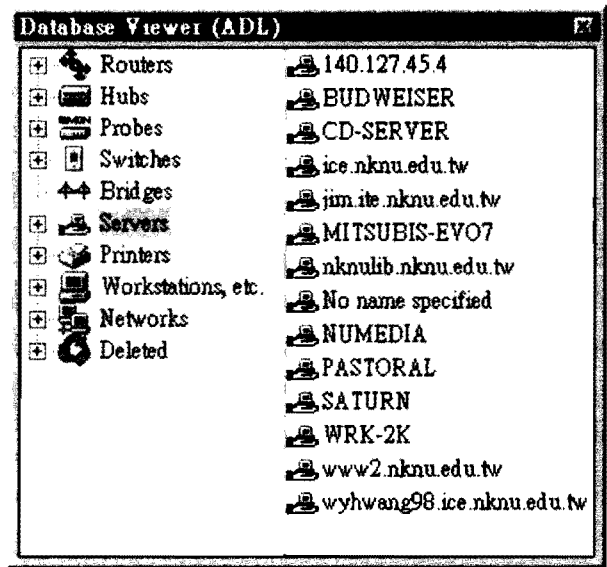 Database Viewer (ADL)
Routers
Hubs
Probes
Switches
Bridges
Servers
Printers
Workstations, etc.
Networks
Deleted
140.127.45.4
BUDWEISER
CD-SERVER
ice.nknu.edu.tw
jim.ite.nknu.edu.tw
MITSUBIS-EVO7
nknulib.nknu.edu.tw
No name specified
NUMEDIA
PASTORAL
SATURN
WRK-2K
www2.nknu.edu.tw
wyhwang98.ice.nknu.edu.tw